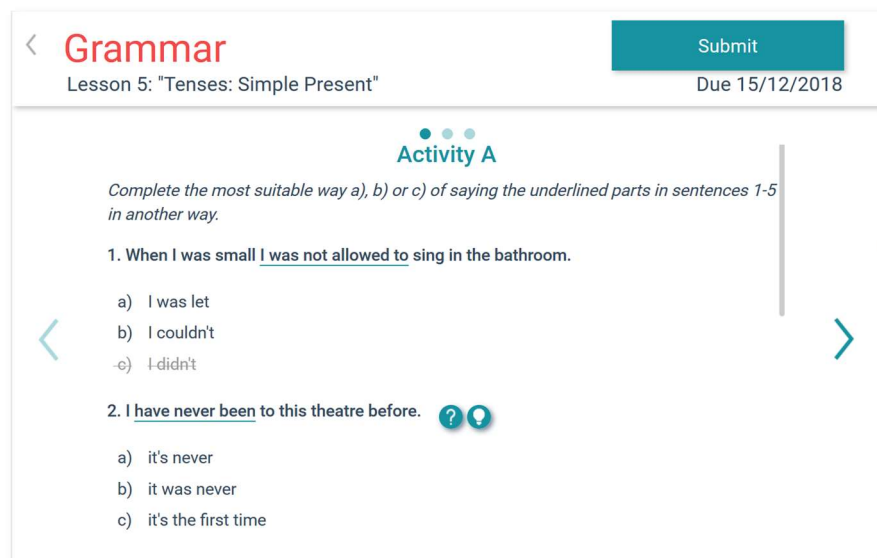 Grammar
Submit
Lesson 5: "Tenses: Simple Present"
Due 15/12/2018
Activity A
Complete the most suitable way a), b) or c) of saying the underlined parts in sentences 1-5
in another way.
1. When I was small I was not allowed to sing in the bathroom.
a) I was let
b) I couldn't
c) I didn't
2. I have never been to this theatre before.
?
a) it's never
b) it was never
c) it's the first time